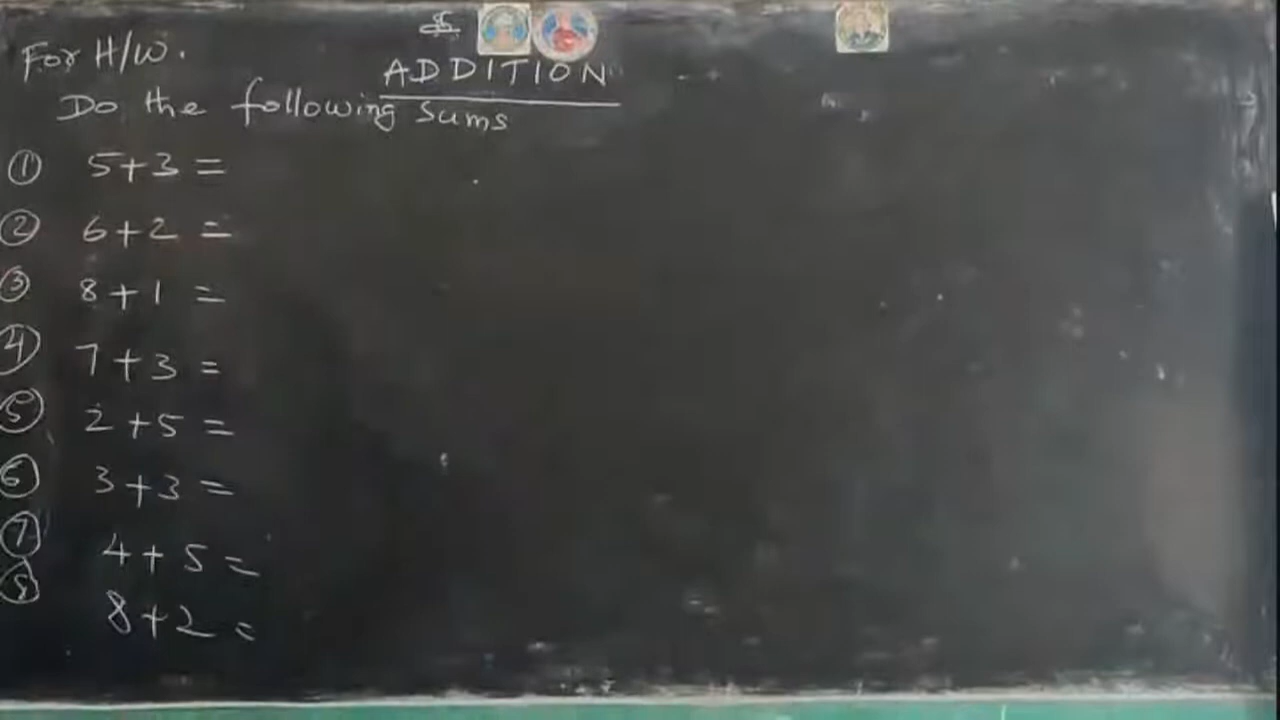 For H/W.
ADDITION
Do the following sums
① 5+3=
② 6+2=
③ 8+1=
④ 7+3=
⑤ 2+5=
⑥ 3+3=
⑦ 4+5=
⑧ 8+2=